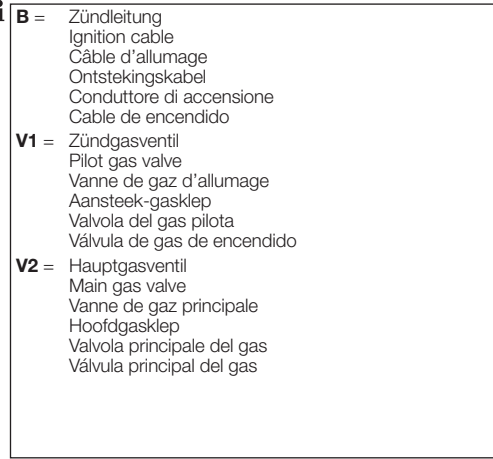 i
B = Zündleitung
Ignition cable
Câble d'allumage
Ontstekingskabel
Conduttore di accensione
Cable de encendido
V1 = Zündgasventil
Pilot gas valve
Vanne de gaz d'allumage
Aansteek-gasklep
Valvola del gas pilota
Válvula de gas de encendido
V2 = Hauptgasventil
Main gas valve
Vanne de gaz principale
Hoofdgasklep
Valvola principale del gas
Válvula principal del gas